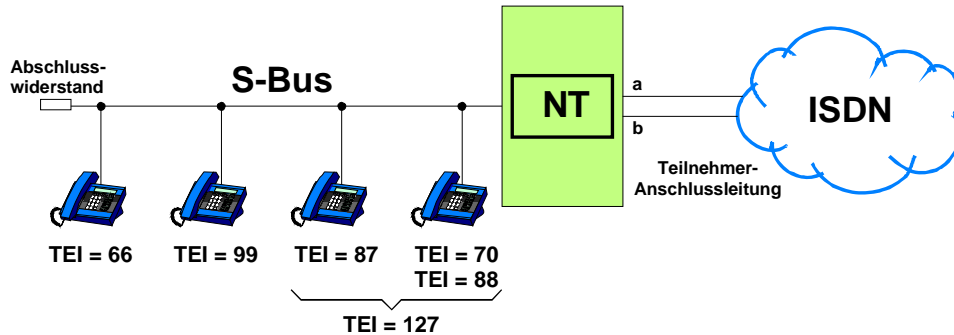 Abschluss-
widerstand
S-Bus
NT
a
b
ISDN
Teilnehmer-
Anschlussleitung
TEI = 66
TEI = 99
TEI = 87
TEI = 70
TEI = 88
TEI = 127